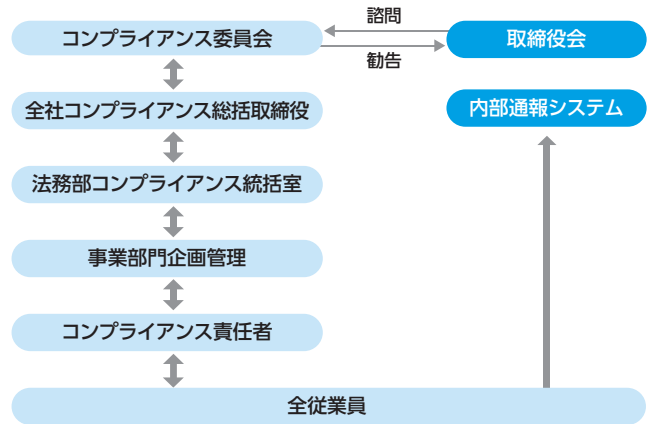 コンプライアンス委員会
諮問
勧告
取締役会
全社コンプライアンス総括取締役
内部通報システム
法務部コンプライアンス統括室
事業部門企画管理
コンプライアンス責任者
全従業員